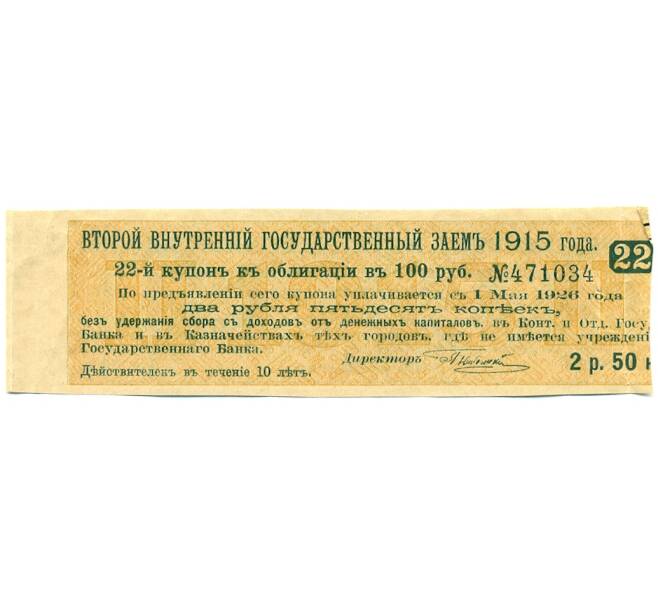 ВТОРОЙ ВНУТРЕННІЙ ГОСУДАРСТВЕННЫЙ ЗАЕМЪ 1915 года.
22
22-й купонъ къ облигаціи въ 100 руб. №471034
По предъявленіи сего купона уплачивается съ 1 Мая 1926 года
два рубля пятьдесятъ копѣекъ,
безъ удержанія сбора съ доходовъ отъ денежныхъ капиталовъ, въ Конт. и Отд. Госу
Банка и въ Казначействахъ тѣхъ городовъ, гдѣ не имѣется учрежденій
Государственнаго Банка.
Директоръ
2 р. 50 к
Дѣйствителенъ въ теченіе 10 лѣтъ.